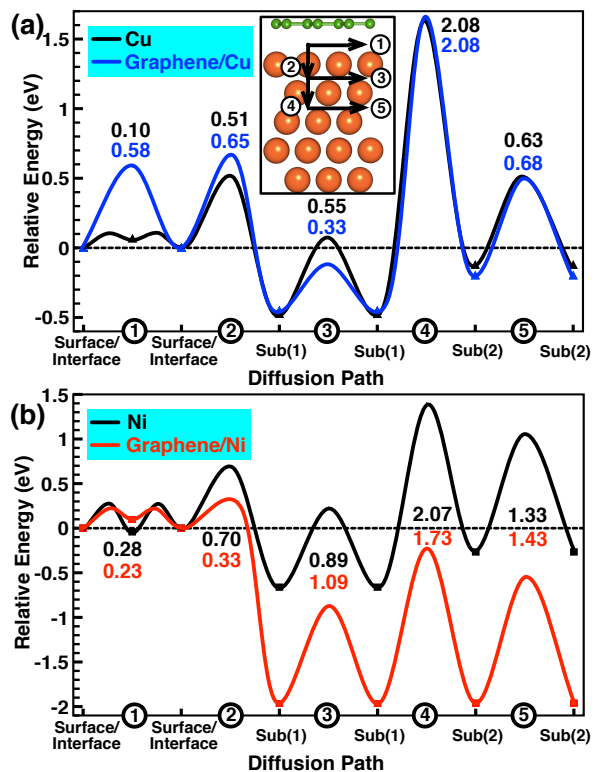 (a)
Cu
Graphene/Cu
Relative Energy (eV)
1.5
1
0.5
0
-0.5
0.10
0.58
0.51
0.65
0.55
0.33
2.08
2.08
0.63
0.68
1
2
3
4
5
Surface/
Interface
1
Surface/
Interface
2
Sub(1)
3
Sub(1)
4
Sub(2)
5
Sub(2)
Diffusion Path
(b)
Ni
Graphene/Ni
Relative Energy (eV)
1.5
1
0.5
0
-0.5
-1
-1.5
-2
0.28
0.23
0.70
0.33
0.89
1.09
2.07
1.73
1.33
1.43
Surface/
Interface
1
Surface/
Interface
2
Sub(1)
3
Sub(1)
4
Sub(2)
5
Sub(2)
Diffusion Path